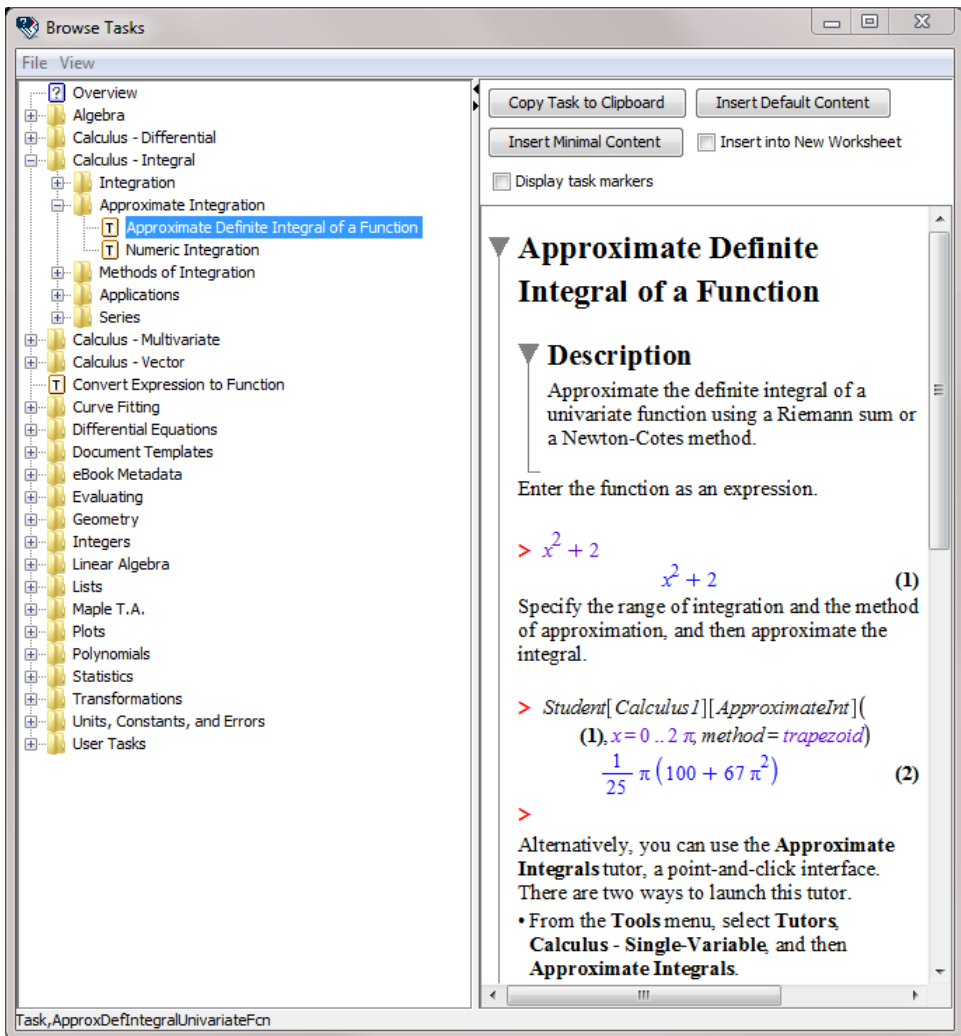 Browse Tasks
File View
Overview
Algebra
Calculus - Differential
Calculus - Integral
Integration
Approximate Integration
Approximate Definite Integral of a Function
Numeric Integration
Methods of Integration
Applications
Series
Calculus - Multivariate
Calculus - Vector
Convert Expression to Function
Curve Fitting
Differential Equations
Document Templates
eBook Metadata
Evaluating
Geometry
Integers
Linear Algebra
Lists
Maple T.A.
Plots
Polynomials
Statistics
Transformations
Units, Constants, and Errors
User Tasks
Copy Task to Clipboard Insert Default Content
Insert Minimal Content Insert into New Worksheet
Display task markers
Approximate Definite
Integral of a Function
Description
Approximate the definite integral of a
univariate function using a Riemann sum or
a Newton-Cotes method.
Enter the function as an expression.
> x² + 2
x² + 2 (1)
Specify the range of integration and the method
of approximation, and then approximate the
integral.
> Student[Calculus1][ApproximateInt](
(1), x = 0 .. 2 π, method = trapezoid)
1/25 π (100 + 67 π²) (2)
>
Alternatively, you can use the Approximate
Integrals tutor, a point-and-click interface.
There are two ways to launch this tutor.
• From the Tools menu, select Tutors,
Calculus - Single-Variable, and then
Approximate Integrals.
Task,ApproxDefIntegralUnivariateFcn